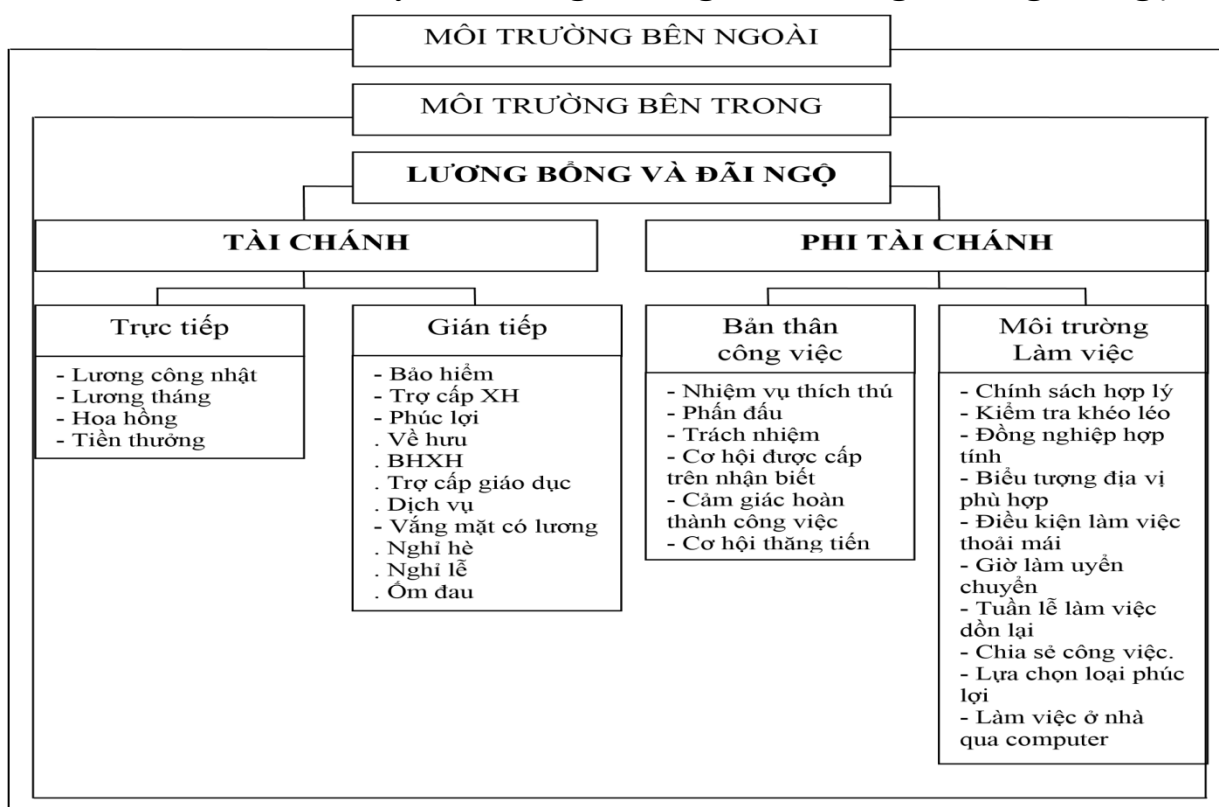 MÔI TRƯỜNG BÊN NGOÀI
MÔI TRƯỜNG BÊN TRONG
LƯƠNG BỔNG VÀ ĐÃI NGỘ
TÀI CHÁNH
PHI TÀI CHÁNH
Trực tiếp
- Lương công nhật
- Lương tháng
- Hoa hồng
- Tiền thưởng
Gián tiếp
- Bảo hiểm
- Trợ cấp XH
- Phúc lợi
. Về hưu
. BHXH
. Trợ cấp giáo dục
. Dịch vụ
- Vắng mặt có lương
. Nghỉ hè
. Nghỉ lễ
. Ốm đau
Bản thân
công việc
- Nhiệm vụ thích thú
- Phấn đấu
- Trách nhiệm
- Cơ hội được cấp
trên nhận biết
- Cảm giác hoàn
thành công việc
- Cơ hội thăng tiến
Môi trường
Làm việc
- Chính sách hợp lý
- Kiểm tra khéo léo
- Đồng nghiệp hợp
tính
- Biểu tượng địa vị
phù hợp
- Điều kiện làm việc
thoải mái
- Giờ làm uyển
chuyển
- Tuần lễ làm việc
dồn lại
- Chia sẻ công việc.
- Lựa chọn loại phúc
lợi
- Làm việc ở nhà
qua computer